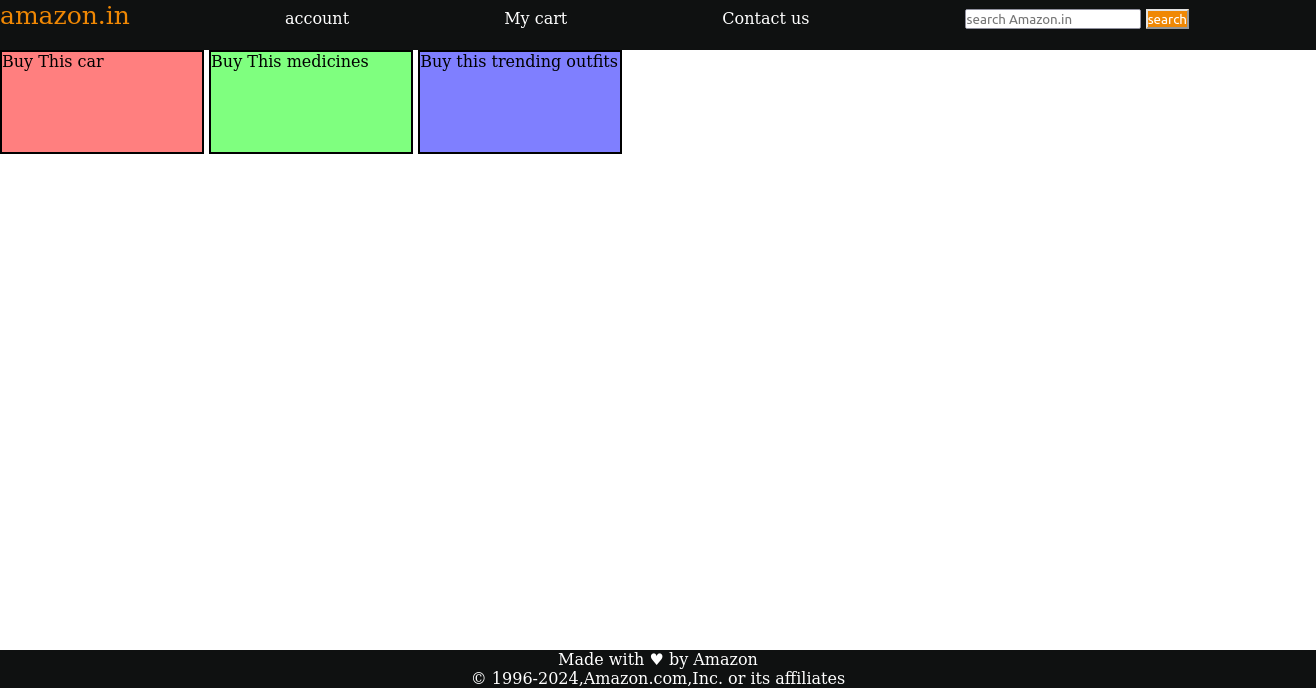 amazon.in account My cart Contact us search Amazon.in search
Buy This car Buy This medicines Buy this trending outfits
Made with ♥ by Amazon
© 1996-2024,Amazon.com,Inc. or its affiliates